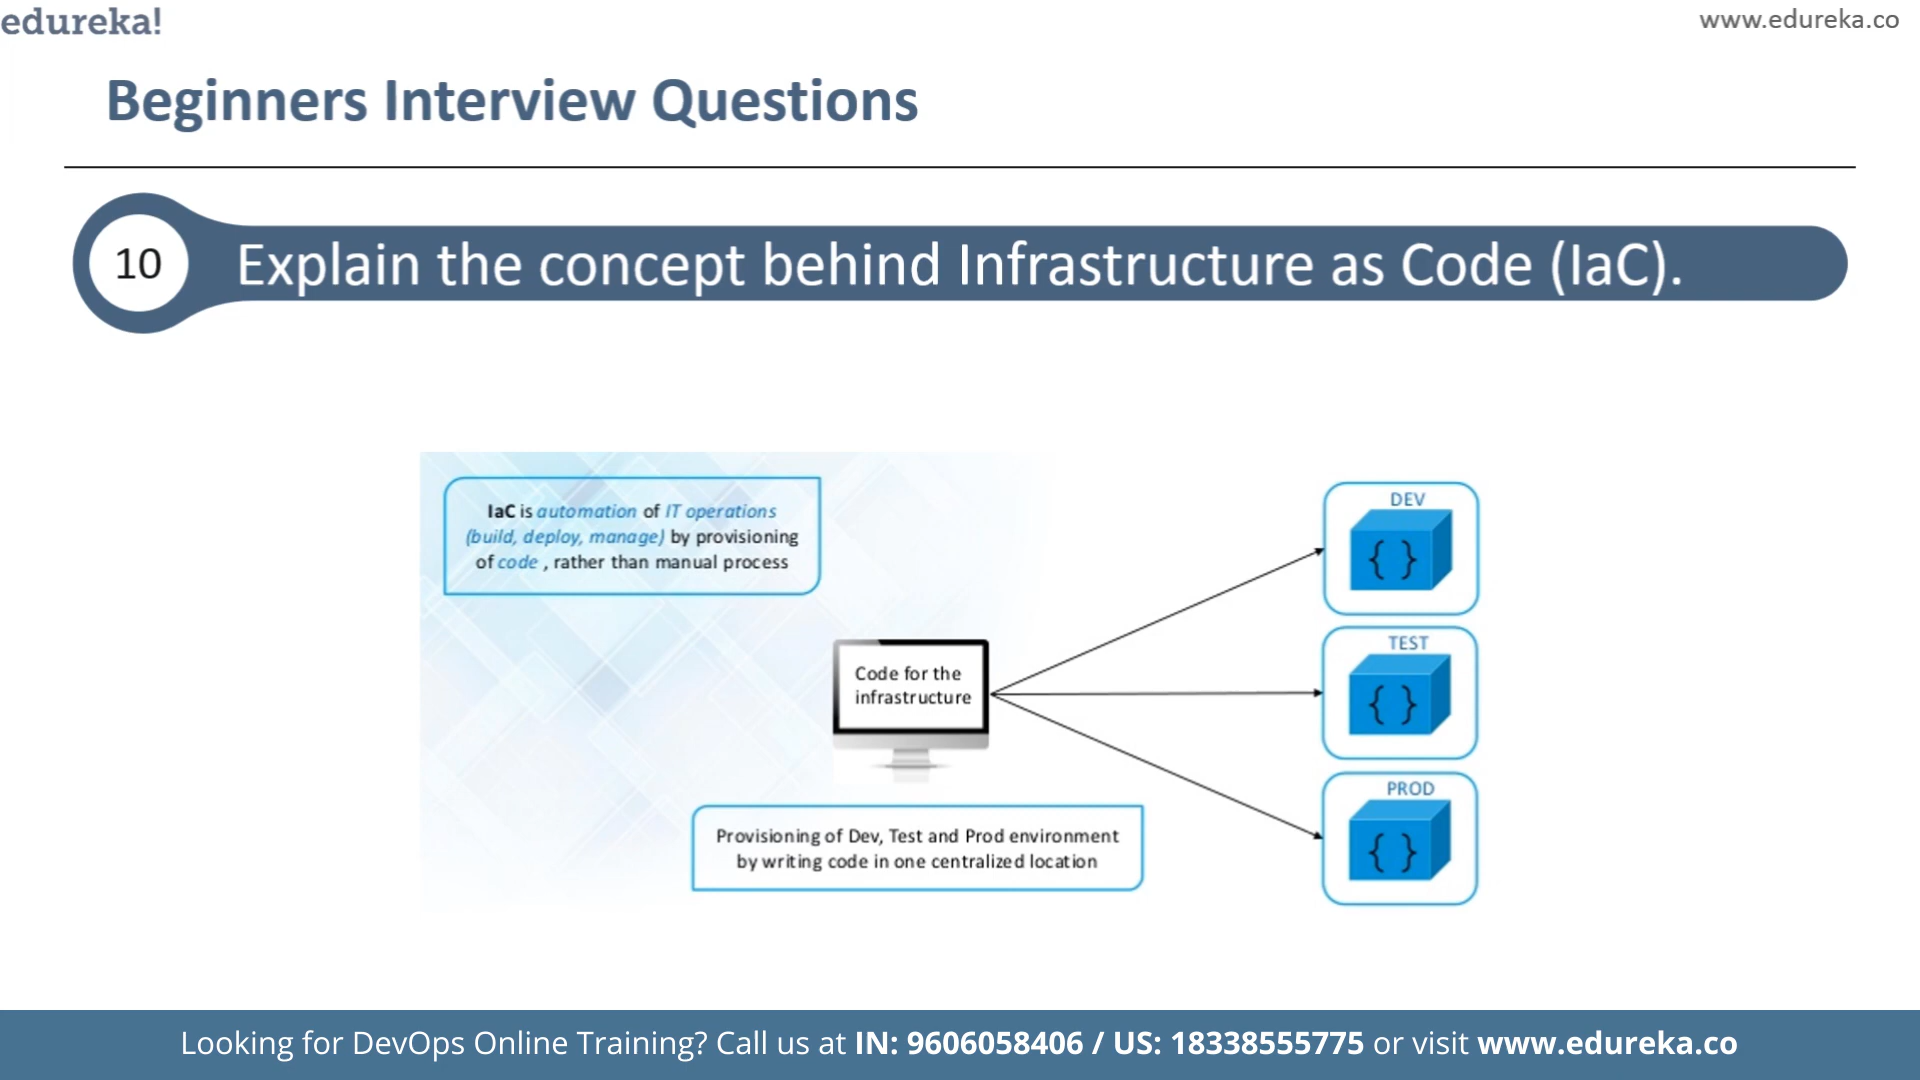 edureka!
www.edureka.co
Beginners Interview Questions
10
Explain the concept behind Infrastructure as Code (IaC).
IaC is automation of IT operations
(build, deploy, manage) by provisioning
of code , rather than manual process
DEV
{ }
Code for the
infrastructure
TEST
{ }
PROD
{ }
Provisioning of Dev, Test and Prod environment
by writing code in one centralized location
Looking for DevOps Online Training? Call us at IN: 9606058406 / US: 18338555775 or visit www.edureka.co